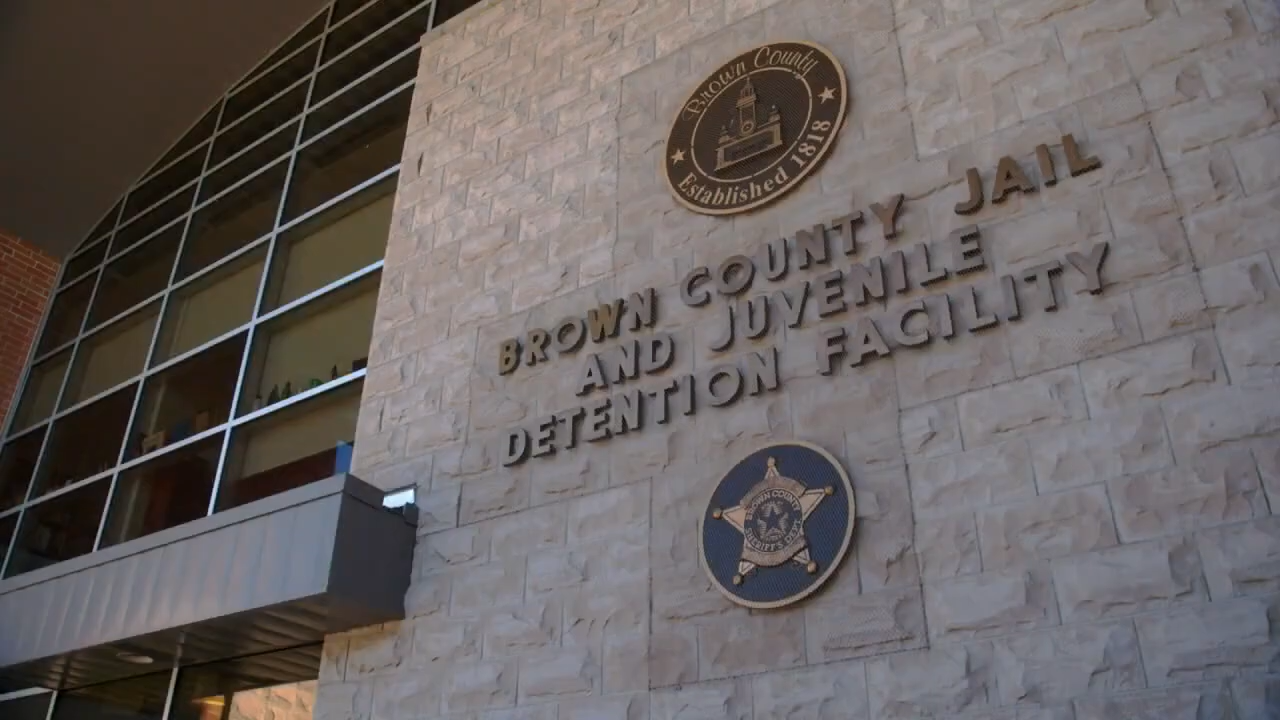 Brown County
Established 1818
BROWN COUNTY JAIL
AND JUVENILE
DETENTION FACILITY
BROWN COUNTY
SHERIFF'S DEPT.